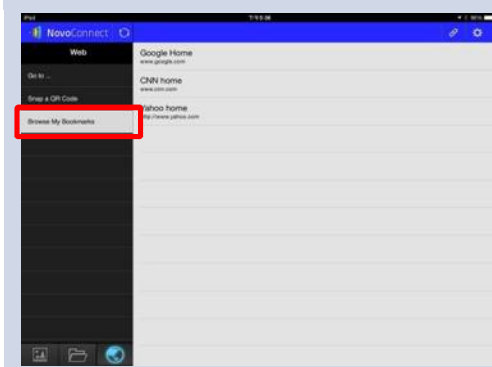 iPad
NovoConnect
Web
Go to ...
Snap a QR Code
Browse My Bookmarks
Google Home
www.google.com
CNN home
www.cnn.com
Yahoo home
http://www.yahoo.com